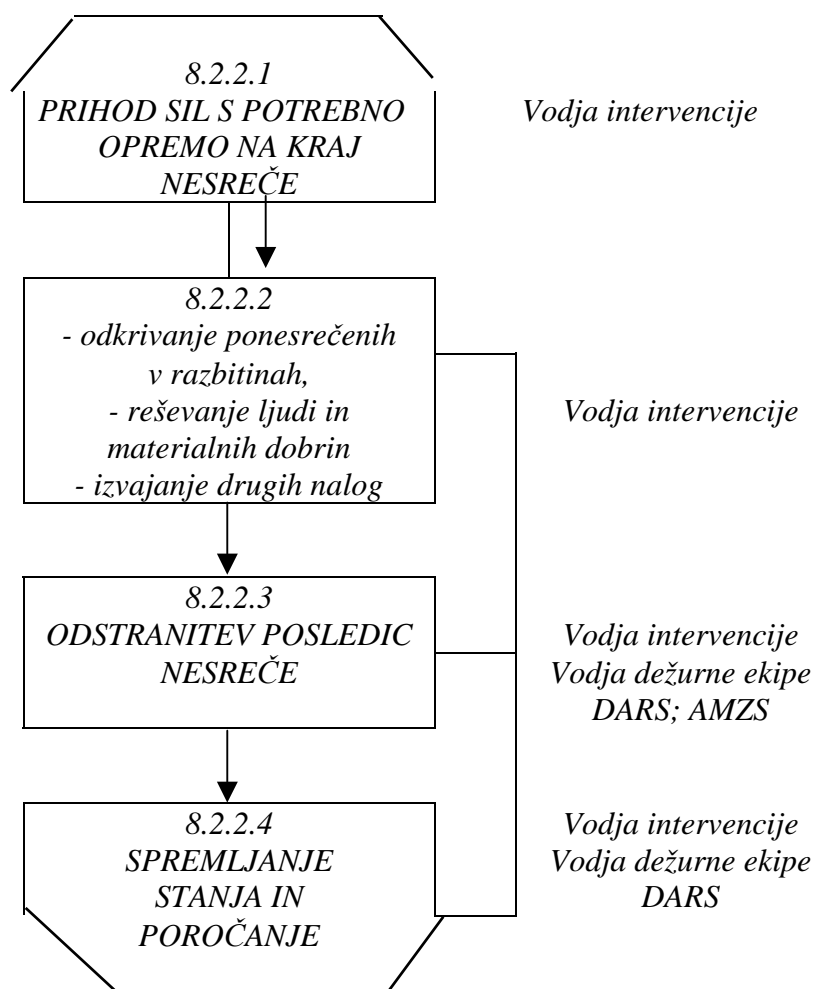 8.2.2.1
PRIHOD SIL S POTREBNO
OPREMO NA KRAJ
NESREČE
Vodja intervencije
8.2.2.2
- odkrivanje ponesrečenih
v razbitinah,
- reševanje ljudi in
materialnih dobrin
- izvajanje drugih nalog
Vodja intervencije
8.2.2.3
ODSTRANITEV POSLEDIC
NESREČE
Vodja intervencije
Vodja dežurne ekipe
DARS; AMZS
8.2.2.4
SPREMLJANJE
STANJA IN
POROČANJE
Vodja intervencije
Vodja dežurne ekipe
DARS